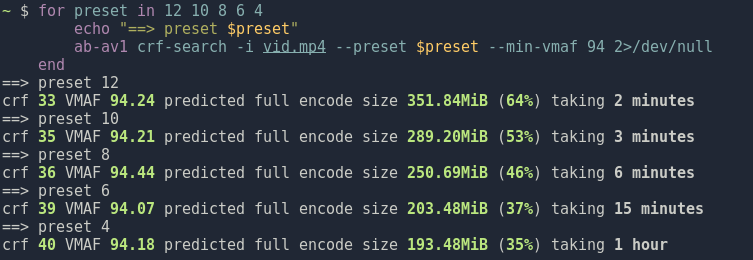 ~ $ for preset in 12 10 8 6 4
echo "==> preset $preset"
ab-av1 crf-search -i vid.mp4 --preset $preset --min-vmaf 94 2>/dev/null
end
==> preset 12
crf 33 VMAF 94.24 predicted full encode size 351.84MiB (64%) taking 2 minutes
==> preset 10
crf 35 VMAF 94.21 predicted full encode size 289.20MiB (53%) taking 3 minutes
==> preset 8
crf 36 VMAF 94.44 predicted full encode size 250.69MiB (46%) taking 6 minutes
==> preset 6
crf 39 VMAF 94.07 predicted full encode size 203.48MiB (37%) taking 15 minutes
==> preset 4
crf 40 VMAF 94.18 predicted full encode size 193.48MiB (35%) taking 1 hour